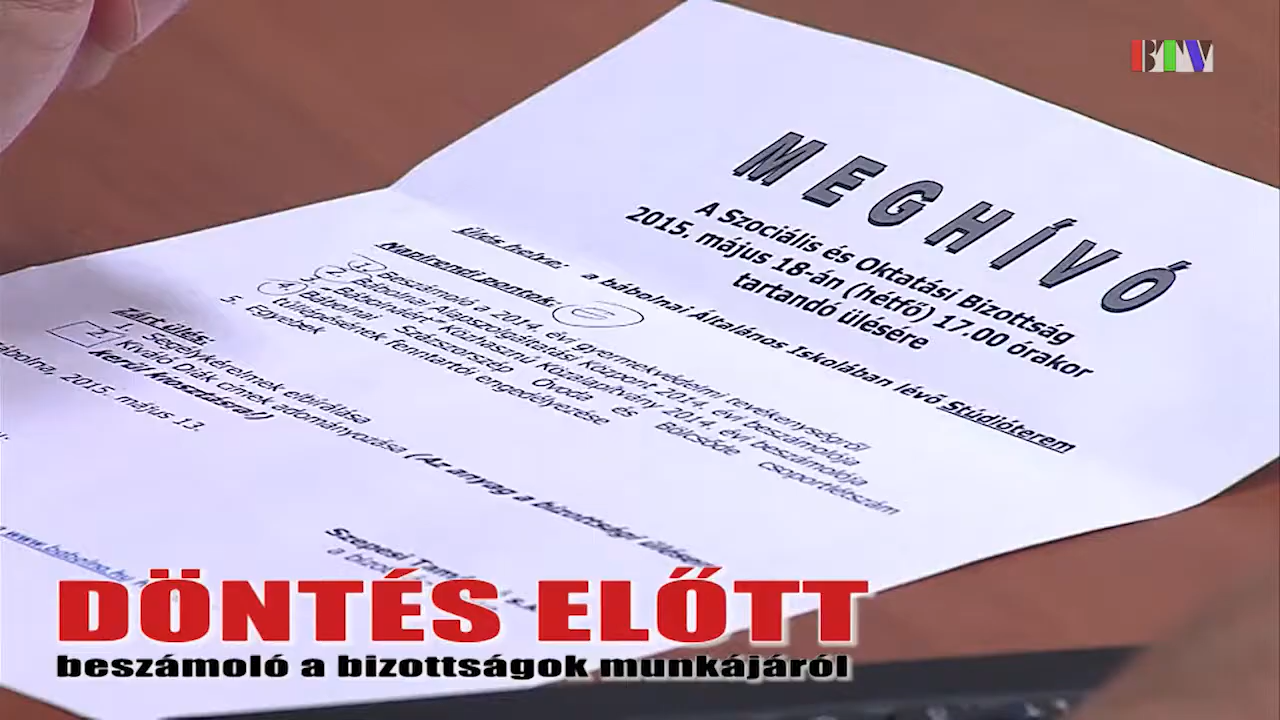 BTV
MEGHÍVÓ
A Szociális és Oktatási Bizottság
2015. május 18-án (hétfő) 17.00 órakor
tartandó ülésére
Ülés helye: a bábolnai Általános Iskolában lévő Stúdióterem
Napirendi pontok:
1. Beszámoló a 2014. évi gyermekvédelmi tevékenységről
2. Bábolnai Alapszolgáltatási Központ 2014. évi beszámolója
Közhasznú Közalapítvány 2014. évi beszámolója
4. Bábolnai Százszorszép Óvoda és Bölcsőde csoportlétszám
túllépésének fenntartói engedélyezése
5. Egyebek
Zárt ülés:
1. Segélykérelmek elbírálása
2. Kiváló Diák cím adományozása (Az anyag a bizottsági ülésen
kerül kiosztásra!)
Bábolna, 2015. május 13.
Szepesi
a
DÖNTÉS ELŐTT
beszámoló a bizottságok munkájáról